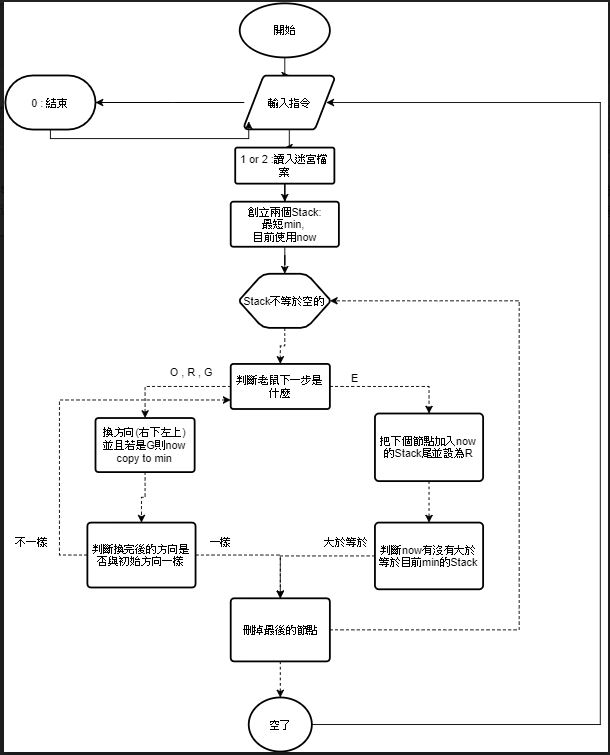 開始
0 : 結束
輸入指令
1 or 2 :讀入迷宮檔
案
創立兩個Stack:
最短min,
目前使用now
Stack不等於空的
O , R , G
判斷老鼠下一步是
什麼
E
換方向(右下左上)
並且若是G則now
copy to min
把下個節點加入now
的Stack尾並設為R
不一樣
判斷換完後的方向是
否與初始方向一樣
一樣
大於等於
判斷now有沒有大於
等於目前min的Stack
刪掉最後的節點
空了